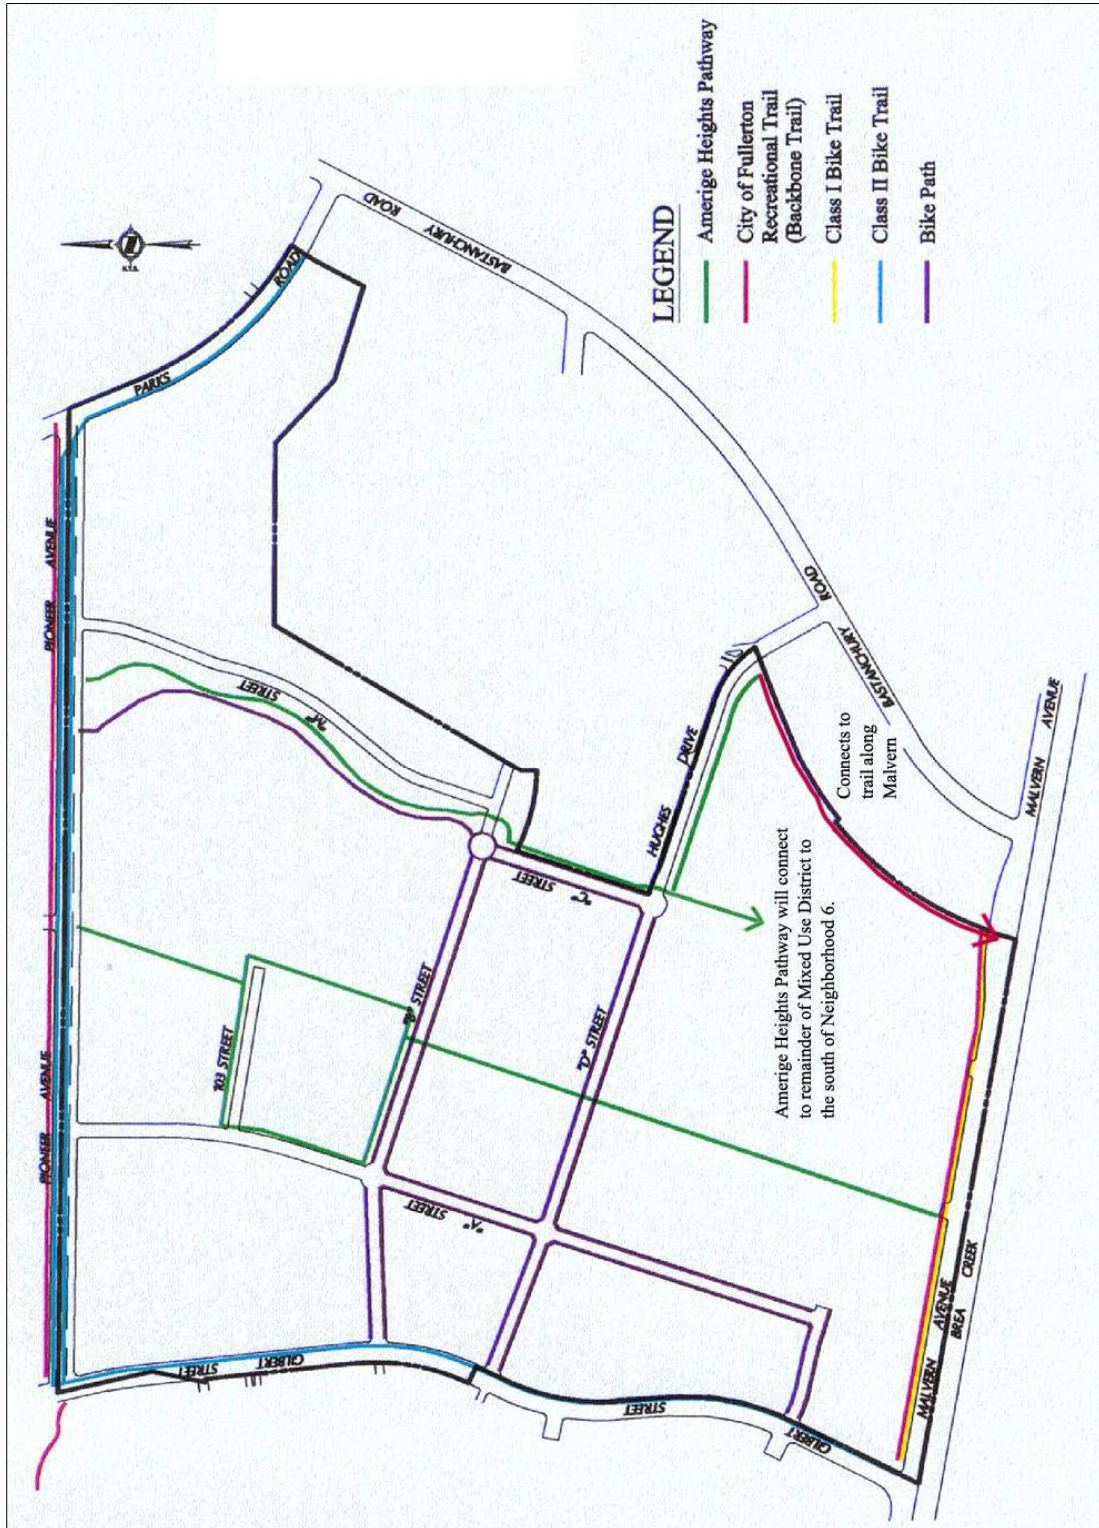 LEGEND
Amerige Heights Pathway
City of Fullerton
Recreational Trail
(Backbone Trail)
Class I Bike Trail
Class II Bike Trail
Bike Path
N.T.S.
ROAD
BASTANCHURY
ROAD
PARKS
PIONEER AVENUE
PIONEER AVENUE
PIONEER AVENUE
STREET
"M"
ROAD
BASTANCHURY
HUGHES DRIVE
MALVERN AVENUE
Connects to
trail along
Malvern
Amerige Heights Pathway will connect
to remainder of Mixed Use District to
the south of Neighborhood 6.
STREET
"C"
"B" STREET
"D" STREET
103 STREET
STREET
"A"
STREET
GILBERT
STREET
GILBERT
MALVERN AVENUE
BREA CREEK